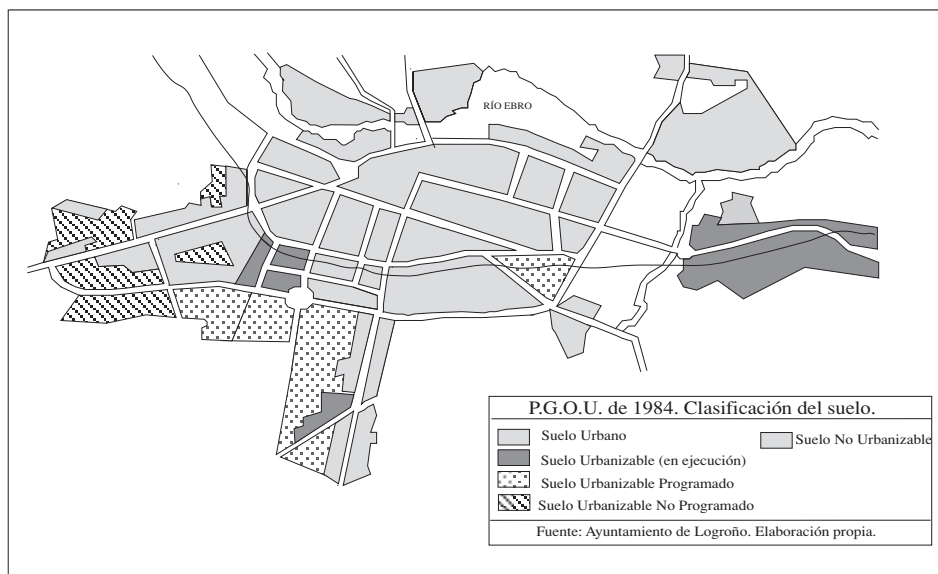 RÍO EBRO
P.G.O.U. de 1984. Clasificación del suelo.
Suelo Urbano
Suelo No Urbanizable
Suelo Urbanizable (en ejecución)
Suelo Urbanizable Programado
Suelo Urbanizable No Programado
Fuente: Ayuntamiento de Logroño. Elaboración propia.